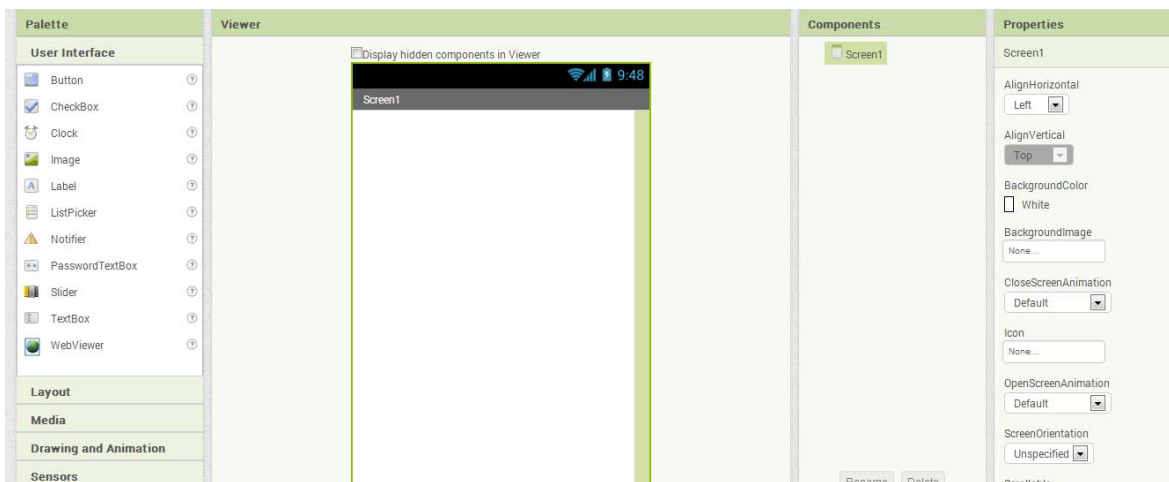 Palette
User Interface
Button
CheckBox
Clock
Image
Label
ListPicker
Notifier
PasswordTextBox
Slider
TextBox
WebViewer
Layout
Media
Drawing and Animation
Sensors
Viewer
Display hidden components in Viewer
9:48
Screen1
Components
Screen1
Rename Delete
Properties
Screen1
AlignHorizontal
Left
AlignVertical
Top
BackgroundColor
White
BackgroundImage
None...
CloseScreenAnimation
Default
Icon
None...
OpenScreenAnimation
Default
ScreenOrientation
Unspecified
Scrollable